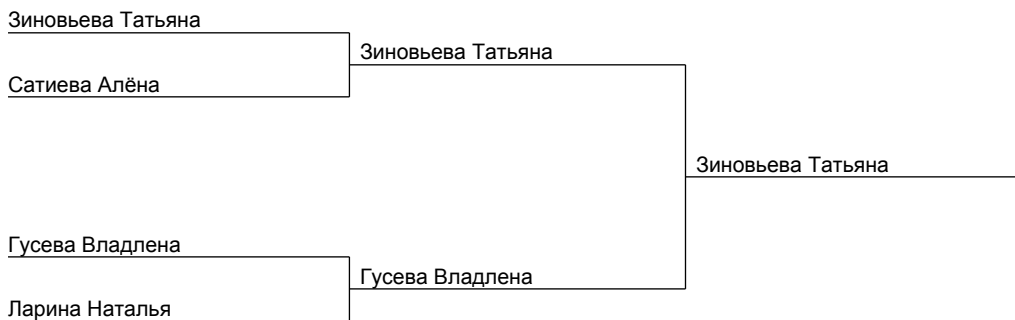 Зиновьева Татьяна
Зиновьева Татьяна
Сатиева Алёна
Зиновьева Татьяна
Гусева Владлена
Гусева Владлена
Ларина Наталья